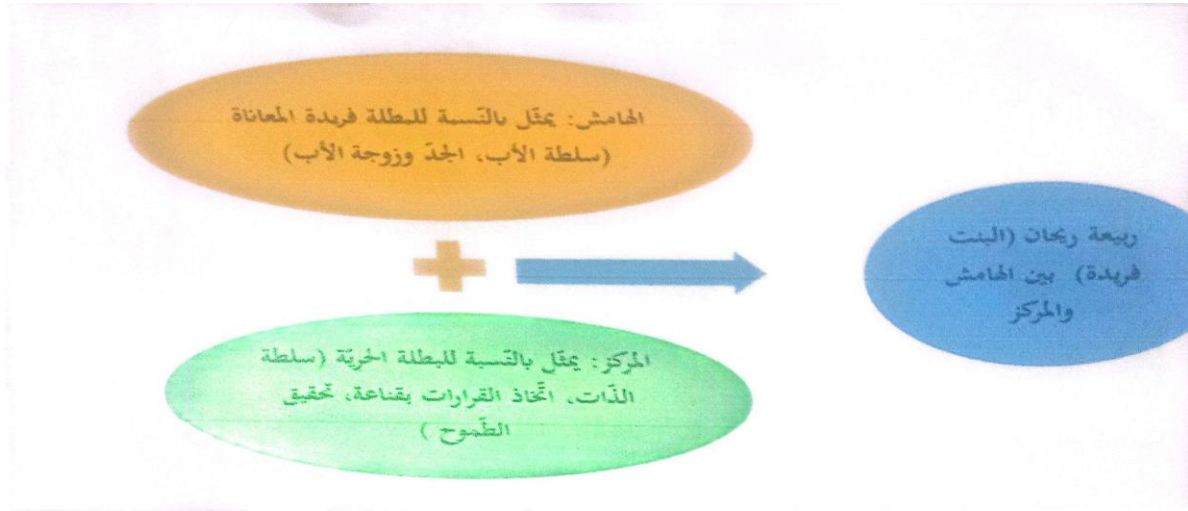 الهامش: يمثّل بالنّسبة للبطلة فريدة المعاناة
(سلطة الأب، الجدّ وزوجة الأب)
ربيعة ريحان (البنت
فريدة) بين الهامش
والمركز
المركز: يمثّل بالنّسبة للبطلة الحريّة (سلطة
الذّات، اتّخاذ القرارات بقناعة، تحقيق
الطّموح )